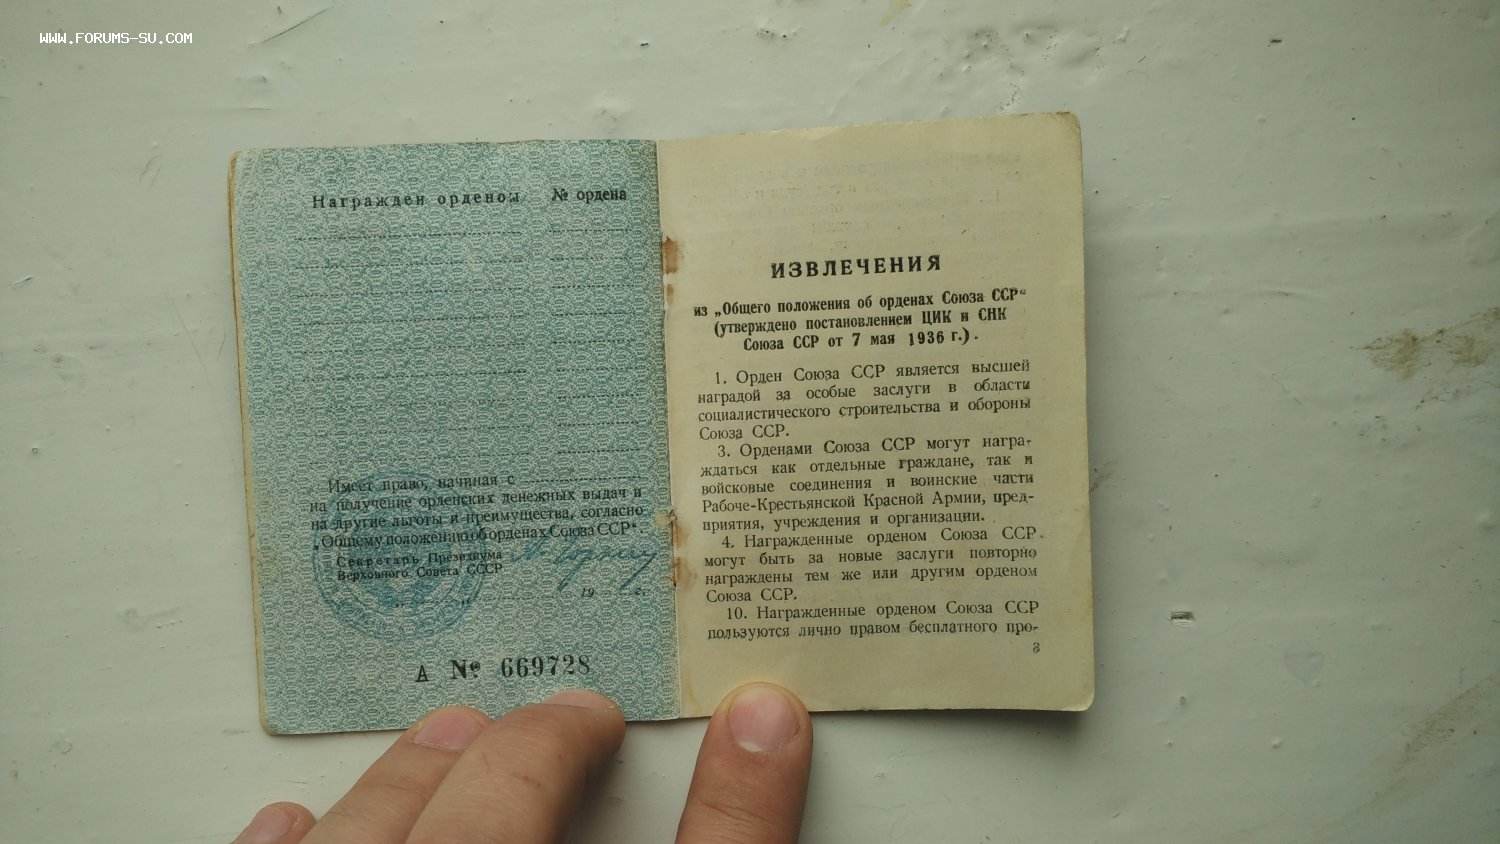 WWW.FORUMS-SU.COM
Награжден орденом № ордена
Имеет право, начиная с
на получение орденских денежных выдач и
на другие льготы и преимущества, согласно
„Общему положению об орденах Союза ССР“.
Секретарь Президиума
Верховного Совета СССР
„ „ 19 г.
А № 669728
ИЗВЛЕЧЕНИЯ
из „Общего положения об орденах Союза ССР“
(утверждено постановлением ЦИК и СНК
Союза ССР от 7 мая 1936 г.).
1. Орден Союза ССР является высшей
наградой за особые заслуги в области
социалистического строительства и обороны
Союза ССР.
3. Орденами Союза ССР могут награ-
ждаться как отдельные граждане, так и
войсковые соединения и воинские части
Рабоче-Крестьянской Красной Армии, пред-
приятия, учреждения и организации.
4. Награжденные орденом Союза ССР
могут быть за новые заслуги повторно
награждены тем же или другим орденом
Союза ССР.
10. Награжденные орденом Союза ССР
пользуются лично правом бесплатного про-
3